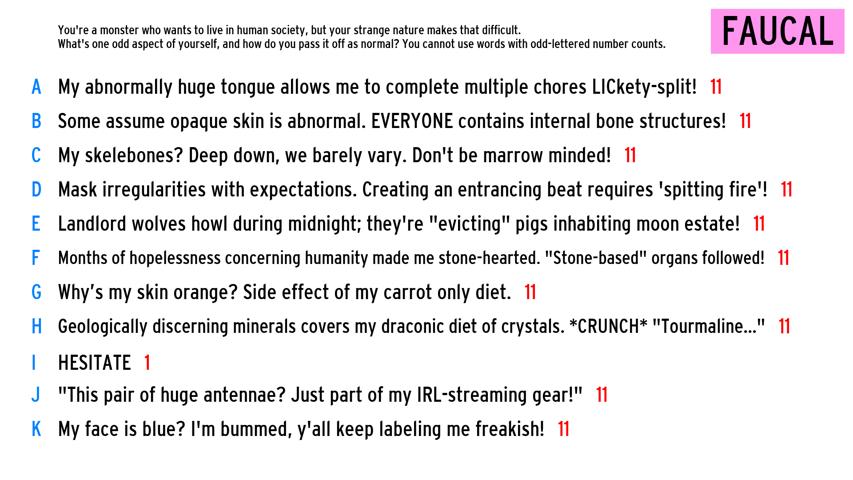 You're a monster who wants to live in human society, but your strange nature makes that difficult.
What's one odd aspect of yourself, and how do you pass it off as normal? You cannot use words with odd-lettered number counts.
FAUCAL
A My abnormally huge tongue allows me to complete multiple chores LICkety-split! 11
B Some assume opaque skin is abnormal. EVERYONE contains internal bone structures! 11
C My skelebones? Deep down, we barely vary. Don't be marrow minded! 11
D Mask irregularities with expectations. Creating an entrancing beat requires 'spitting fire'! 11
E Landlord wolves howl during midnight; they're "evicting" pigs inhabiting moon estate! 11
F Months of hopelessness concerning humanity made me stone-hearted. "Stone-based" organs followed! 11
G Why’s my skin orange? Side effect of my carrot only diet. 11
H Geologically discerning minerals covers my draconic diet of crystals. *CRUNCH* "Tourmaline..." 11
I HESITATE 1
J "This pair of huge antennae? Just part of my IRL-streaming gear!" 11
K My face is blue? I'm bummed, y'all keep labeling me freakish! 11